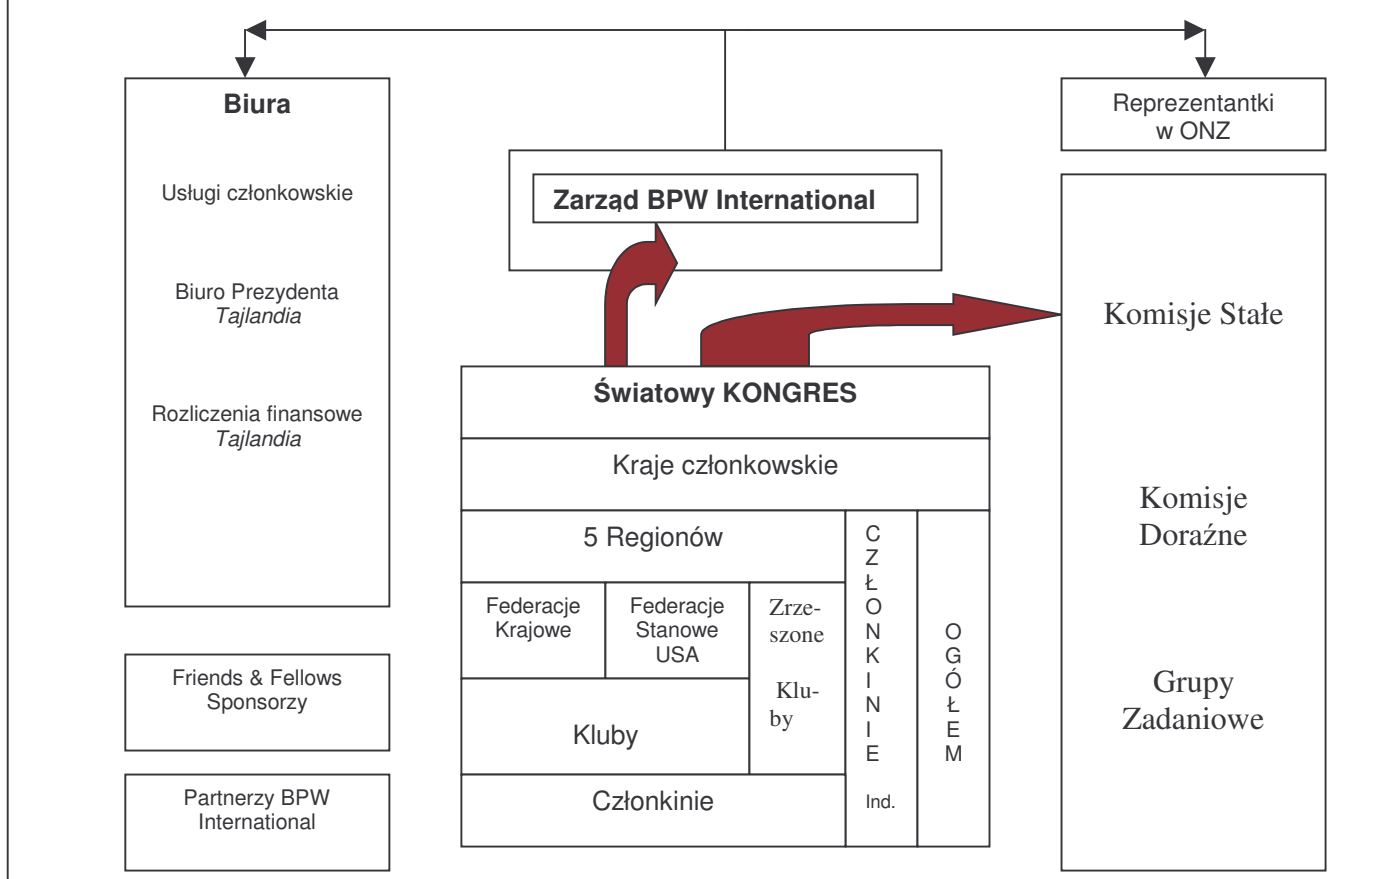 Biura
Usługi członkowskie
Biuro Prezydenta
Tajlandia
Rozliczenia finansowe
Tajlandia
Friends & Fellows
Sponsorzy
Partnerzy BPW
International
Zarząd BPW International
Światowy KONGRES
Kraje członkowskie
5 Regionów
Federacje
Krajowe
Federacje
Stanowe
USA
Zrze-
szone
Klu-
by
Kluby
Członkinie
C
Z
Ł
O
N
K
I
N
I
E
Ind.
O
G
Ó
Ł
E
M
Reprezentantki
w ONZ
Komisje Stałe
Komisje
Doraźne
Grupy
Zadaniowe